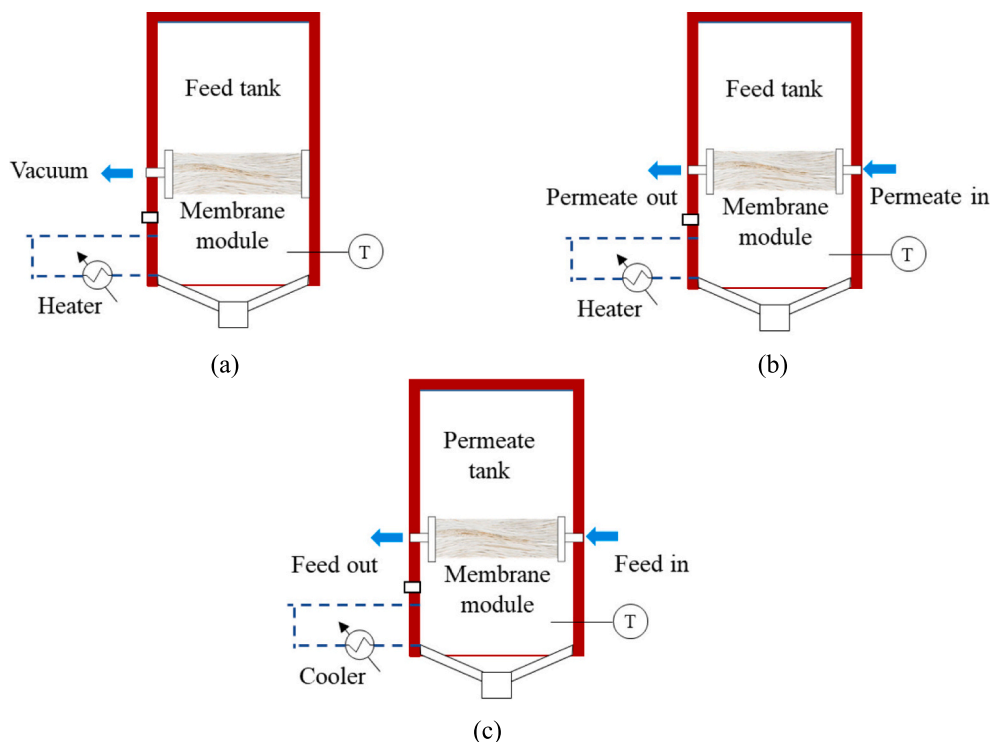 Feed tank
Vacuum
Membrane
module
T
Heater
(a)
Feed tank
Permeate out
Permeate in
Membrane
module
T
Heater
(b)
Permeate
tank
Feed out
Feed in
Membrane
module
T
Cooler
(c)